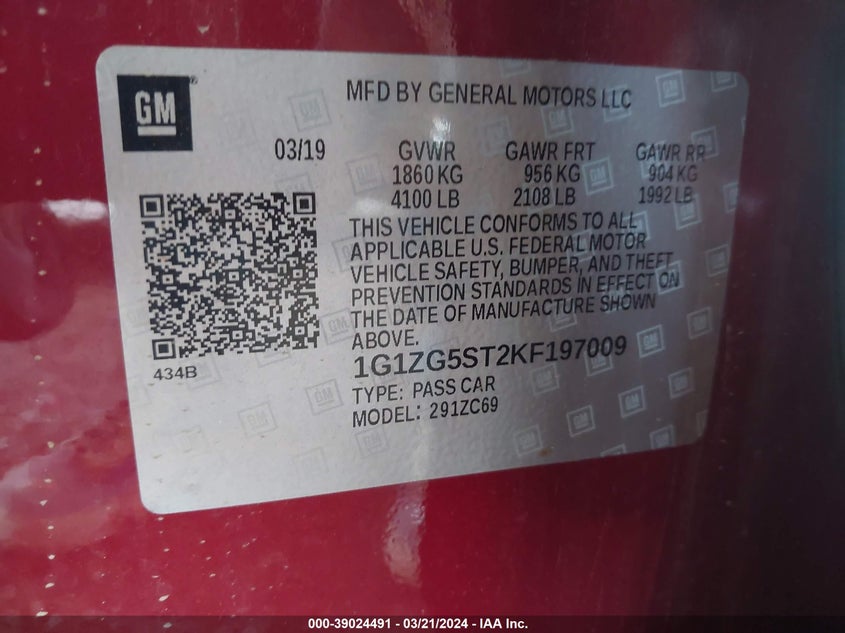 GM
MFD BY GENERAL MOTORS LLC
03/19 GVWR GAWR FRT GAWR RR
1860 KG 956 KG 904 KG
4100 LB 2108 LB 1992 LB
THIS VEHICLE CONFORMS TO ALL
APPLICABLE U.S. FEDERAL MOTOR
VEHICLE SAFETY, BUMPER, AND THEFT
PREVENTION STANDARDS IN EFFECT ON
THE DATE OF MANUFACTURE SHOWN
ABOVE.
434B
1G1ZG5ST2KF197009
TYPE: PASS CAR
MODEL: 291ZC69
000-39024491 - 03/21/2024 - IAA Inc.